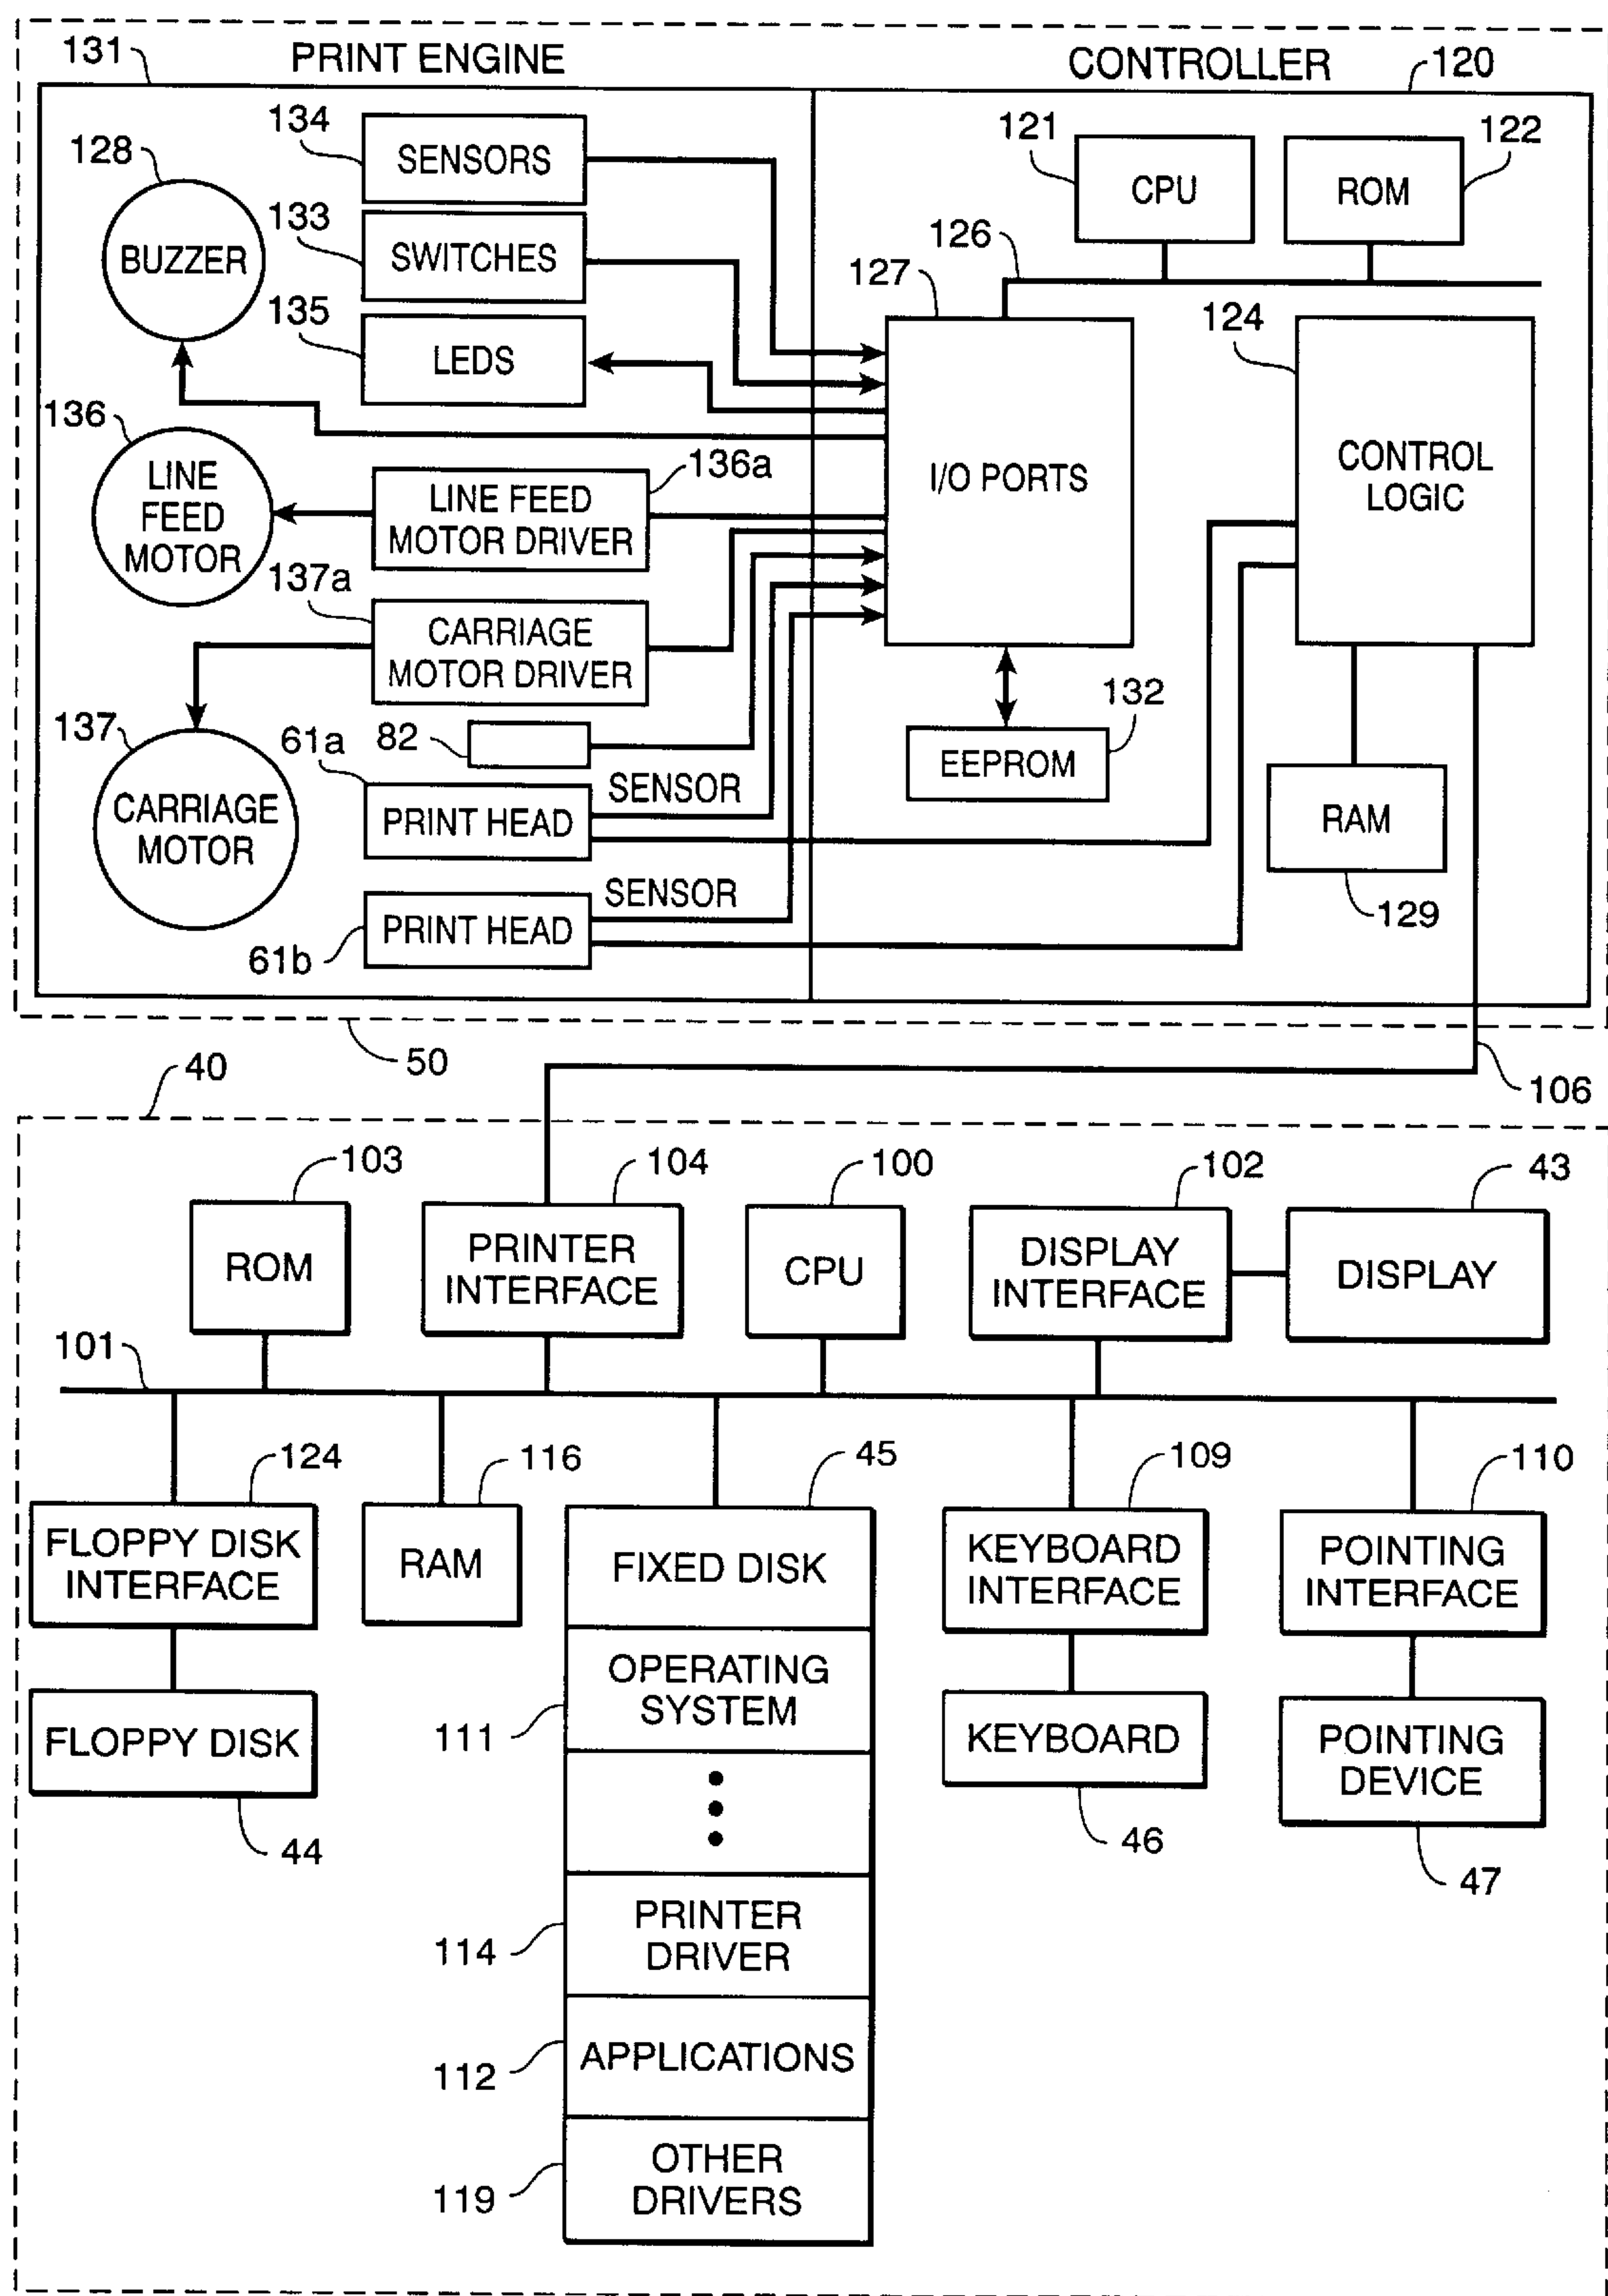 131
PRINT ENGINE
CONTROLLER
120
134
SENSORS
128
BUZZER
133
SWITCHES
135
LEDS
121
CPU
ROM
122
126
127
I/O PORTS
124
CONTROL
LOGIC
136
LINE
FEED
MOTOR
136a
LINE FEED
MOTOR DRIVER
137a
CARRIAGE
MOTOR DRIVER
137
CARRIAGE
MOTOR
82
61a
SENSOR
PRINT HEAD
SENSOR
PRINT HEAD
61b
132
EEPROM
RAM
129
50
40
106
103
ROM
104
PRINTER
INTERFACE
100
CPU
102
DISPLAY
INTERFACE
43
DISPLAY
101
124
FLOPPY DISK
INTERFACE
116
RAM
45
FIXED DISK
109
KEYBOARD
INTERFACE
110
POINTING
INTERFACE
FLOPPY DISK
44
OPERATING
SYSTEM
111
KEYBOARD
46
POINTING
DEVICE
47
PRINTER
DRIVER
114
APPLICATIONS
112
OTHER
DRIVERS
119